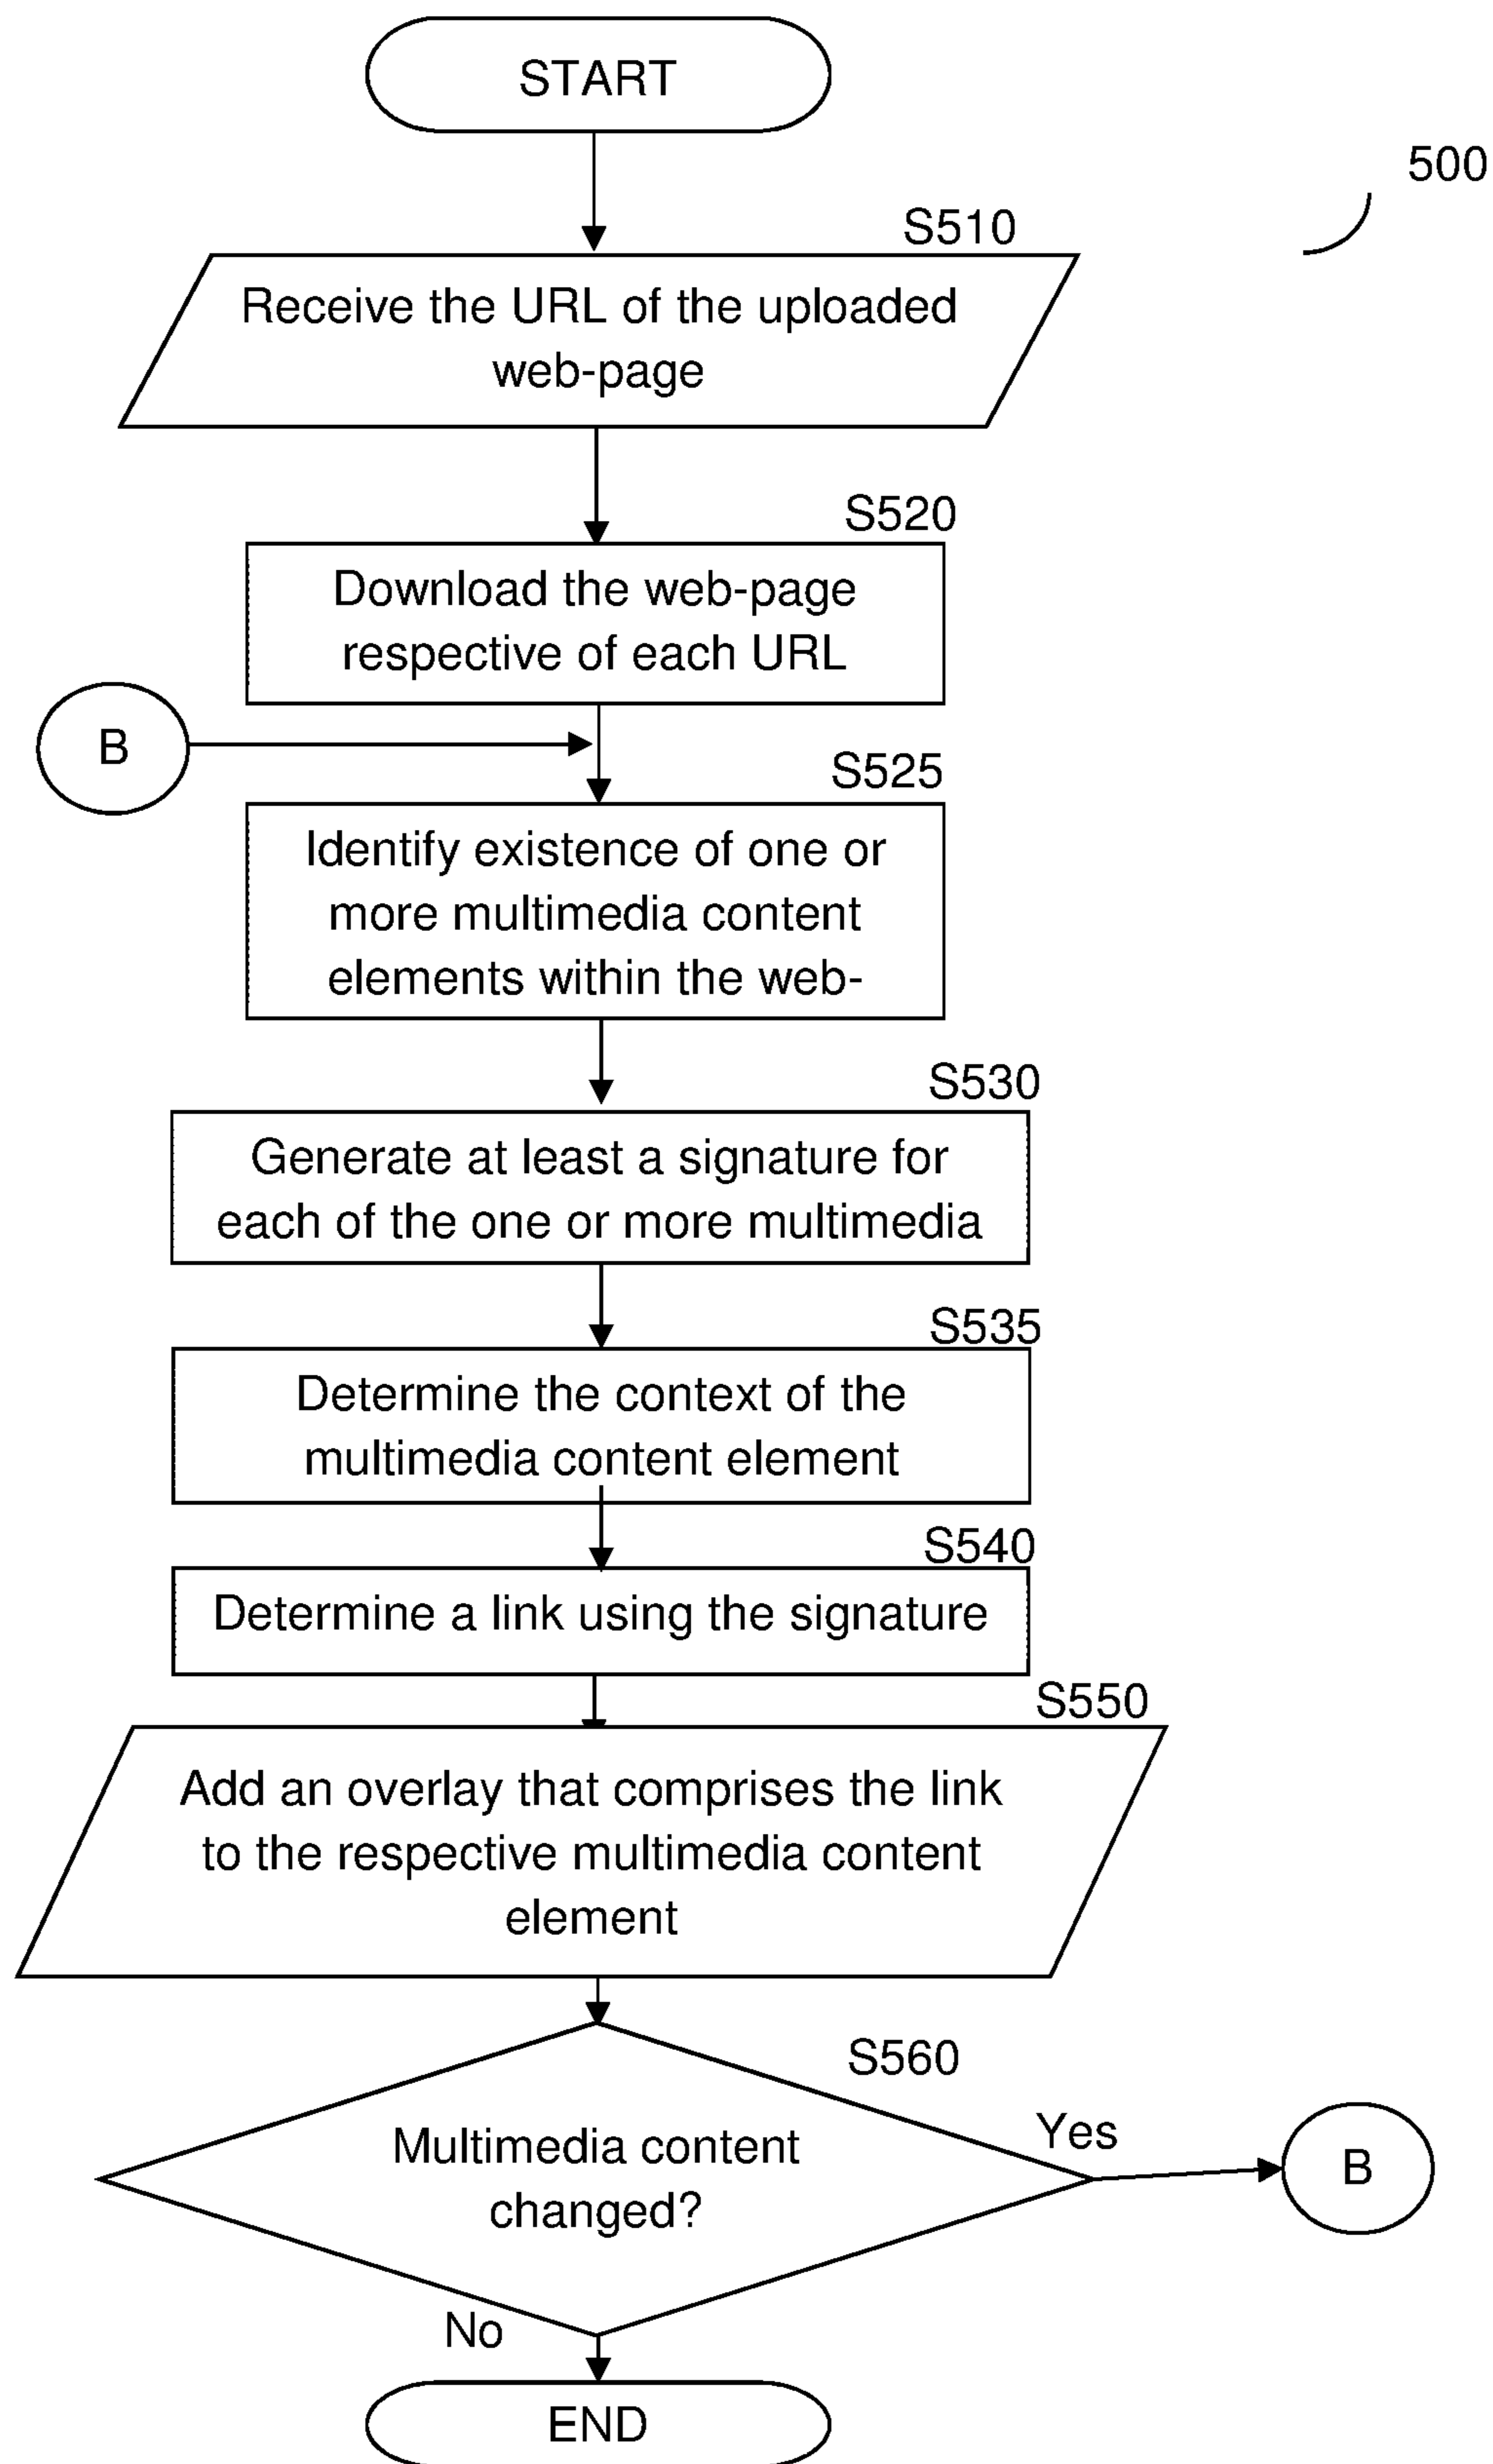 START
500
S510
Receive the URL of the uploaded
web-page
S520
Download the web-page
respective of each URL
B
S525
Identify existence of one or
more multimedia content
elements within the web-
S530
Generate at least a signature for
each of the one or more multimedia
S535
Determine the context of the
multimedia content element
S540
Determine a link using the signature
S550
Add an overlay that comprises the link
to the respective multimedia content
element
S560
Multimedia content
changed?
Yes
B
No
END